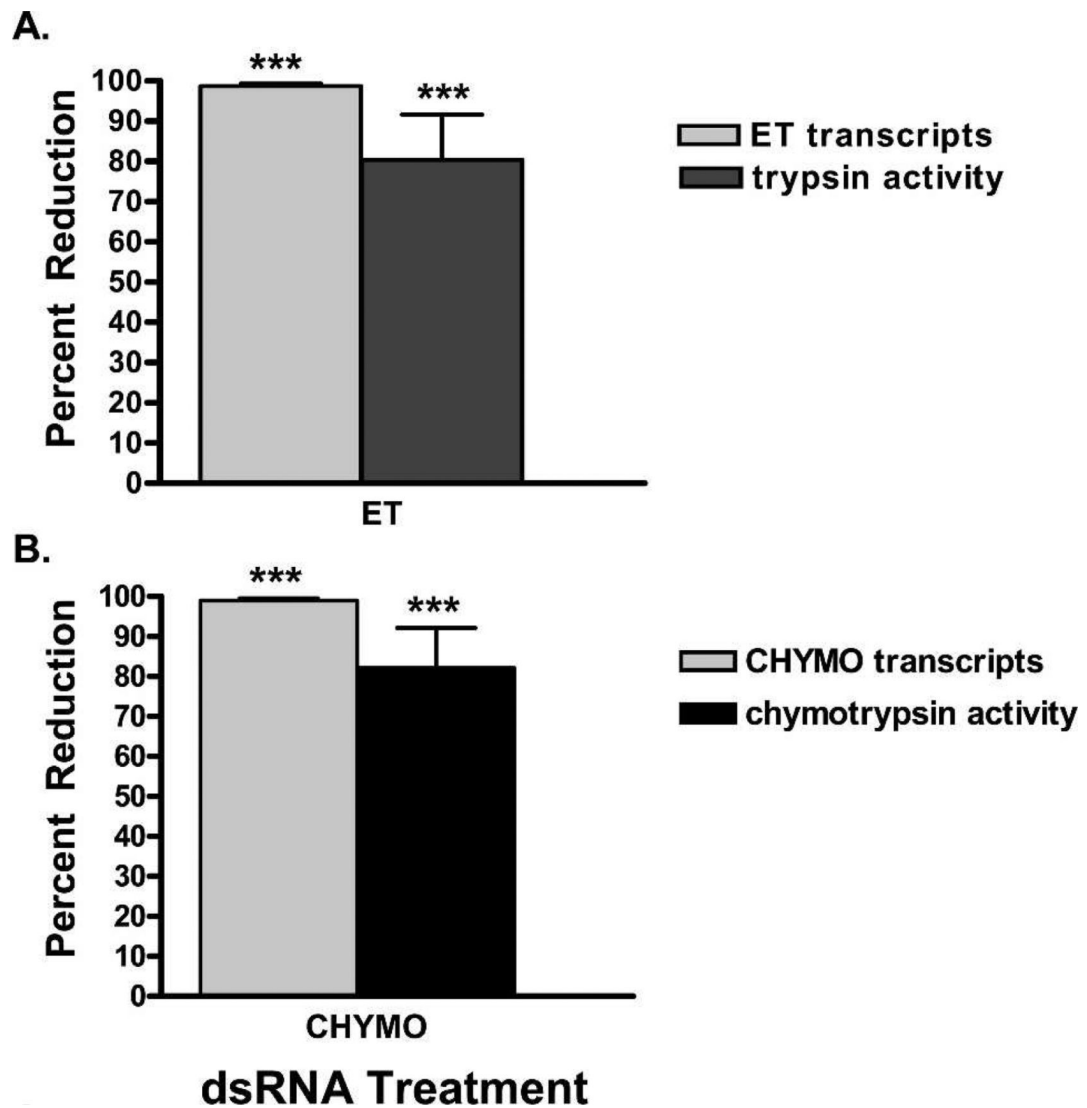 A.
***
***
100
90
80
70
60
50
40
30
20
10
0
Percent Reduction
ET transcripts
trypsin activity
ET
B.
***
***
100
90
80
70
60
50
40
30
20
10
0
Percent Reduction
CHYMO transcripts
chymotrypsin activity
CHYMO
dsRNA Treatment